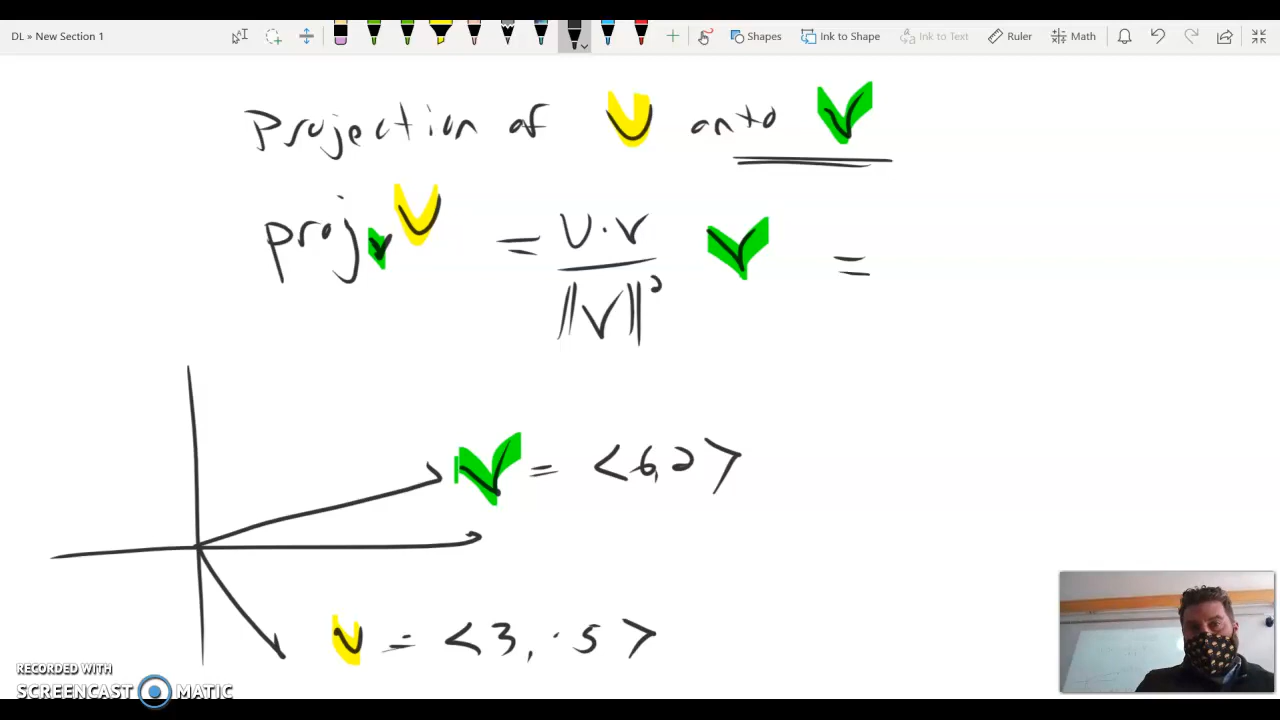 DL » New Section 1
Shapes Ink to Shape Ink to Text Ruler Math
Projection of U onto V
proj_v U = U · V / ‖V‖² V =
V = <6, 2>
U = <3, -5>
RECORDED WITH
SCREENCAST MATIC